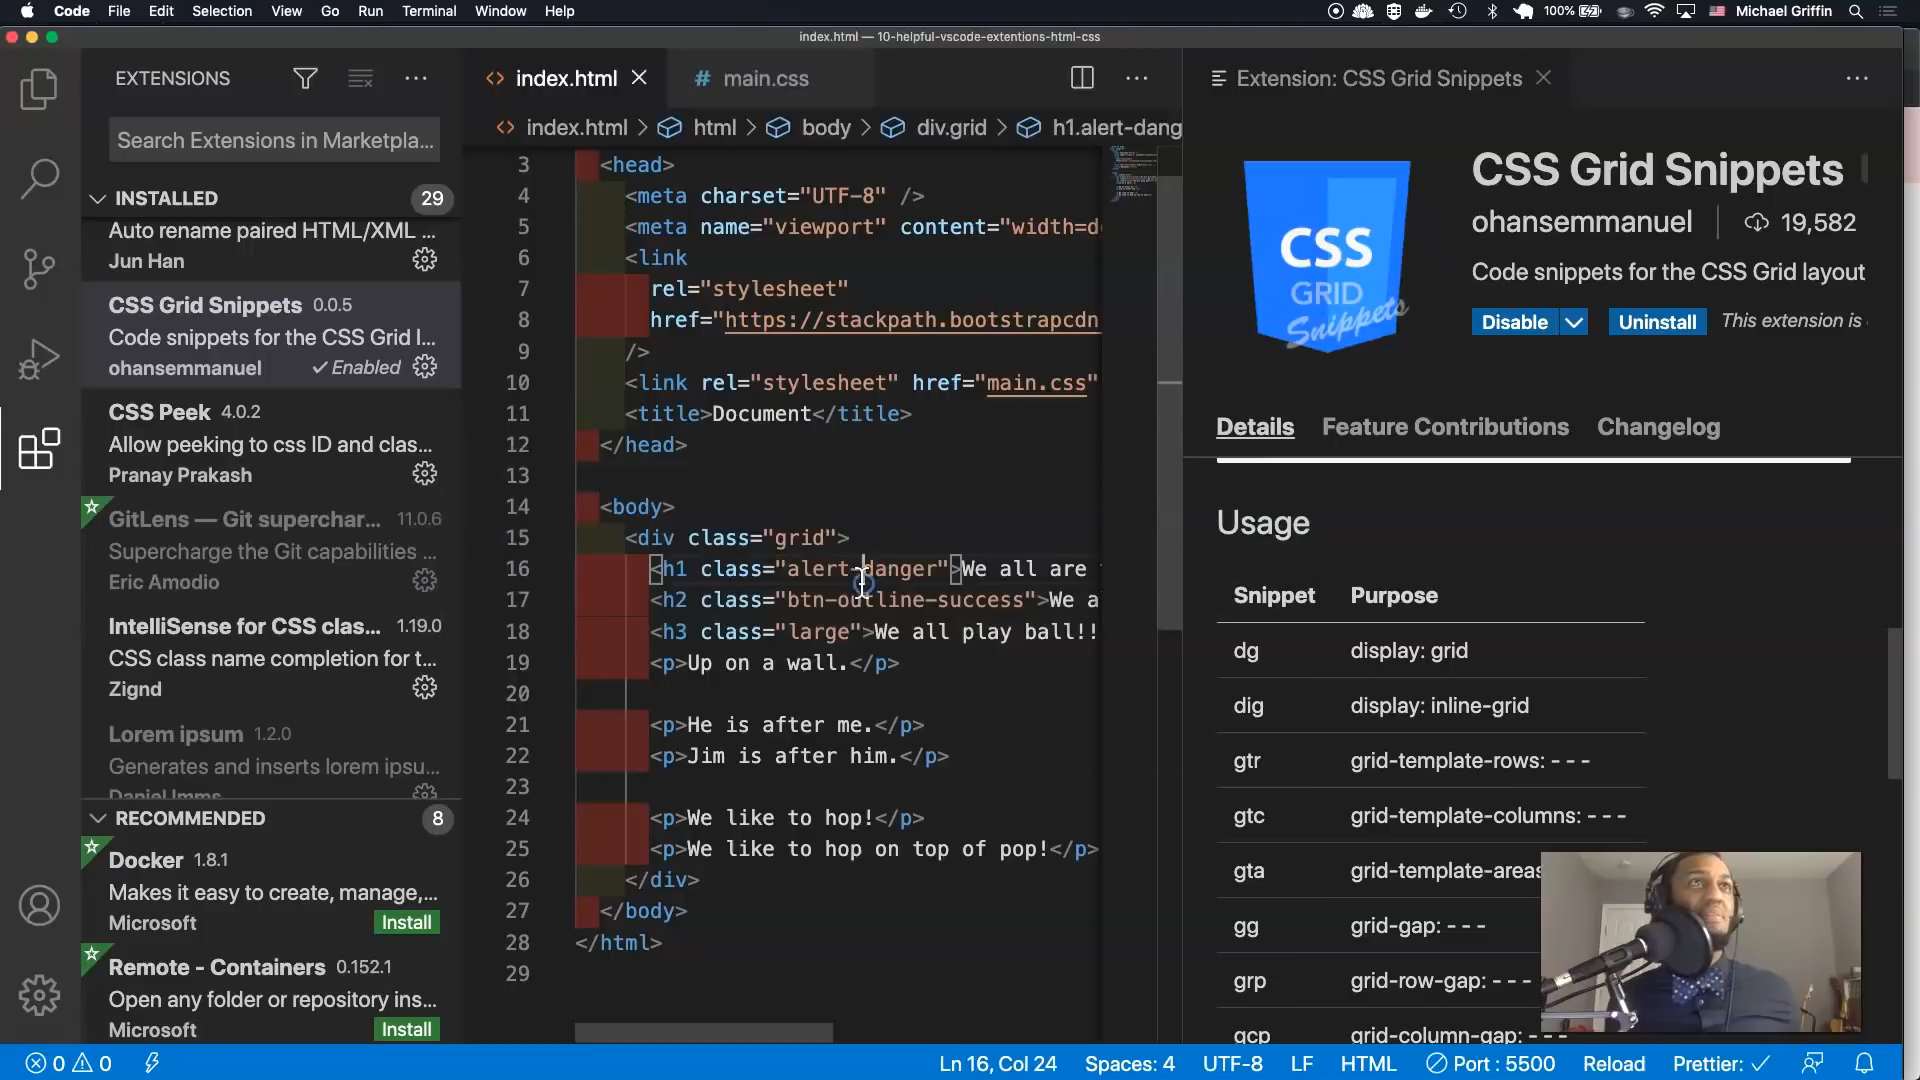 Code File Edit Selection View Go Run Terminal Window Help
100% Michael Griffin
index.html — 10-helpful-vscode-extentions-html-css
EXTENSIONS
Search Extensions in Marketpla...
INSTALLED 29
Auto rename paired HTML/XML ...
Jun Han
CSS Grid Snippets 0.0.5
Code snippets for the CSS Grid l...
ohansemmanuel ✓ Enabled
CSS Peek 4.0.2
Allow peeking to css ID and clas...
Pranay Prakash
GitLens — Git superchar... 11.0.6
Supercharge the Git capabilities ...
Eric Amodio
IntelliSense for CSS clas... 1.19.0
CSS class name completion for t...
Zignd
Lorem ipsum 1.2.0
Generates and inserts lorem ipsu...
Daniel Imms
RECOMMENDED 8
Docker 1.8.1
Makes it easy to create, manage,...
Microsoft Install
Remote - Containers 0.152.1
Open any folder or repository ins...
Microsoft Install
<> index.html # main.css
<> index.html > html > body > div.grid > h1.alert-dang
3 <head>
4 <meta charset="UTF-8" />
5 <meta name="viewport" content="width=d
6 <link
7 rel="stylesheet"
8 href="https://stackpath.bootstrapcdn
9 />
10 <link rel="stylesheet" href="main.css"
11 <title>Document</title>
12 </head>
13
14 <body>
15 <div class="grid">
16 <h1 class="alert-danger">We all are
17 <h2 class="btn-outline-success">We a
18 <h3 class="large">We all play ball!!
19 <p>Up on a wall.</p>
20
21 <p>He is after me.</p>
22 <p>Jim is after him.</p>
23
24 <p>We like to hop!</p>
25 <p>We like to hop on top of pop!</p>
26 </div>
27 </body>
28 </html>
29
Extension: CSS Grid Snippets
CSS
GRID
Snippets
CSS Grid Snippets
ohansemmanuel 19,582
Code snippets for the CSS Grid layout
Disable Uninstall This extension is
Details Feature Contributions Changelog
Usage
Snippet Purpose
dg display: grid
dig display: inline-grid
gtr grid-template-rows: - - -
gtc grid-template-columns: - - -
gta grid-template-areas
gg grid-gap: - - -
grp grid-row-gap: - - -
gcp grid-column-gap: - - -
0 0 Ln 16, Col 24 Spaces: 4 UTF-8 LF HTML Port : 5500 Reload Prettier: ✓